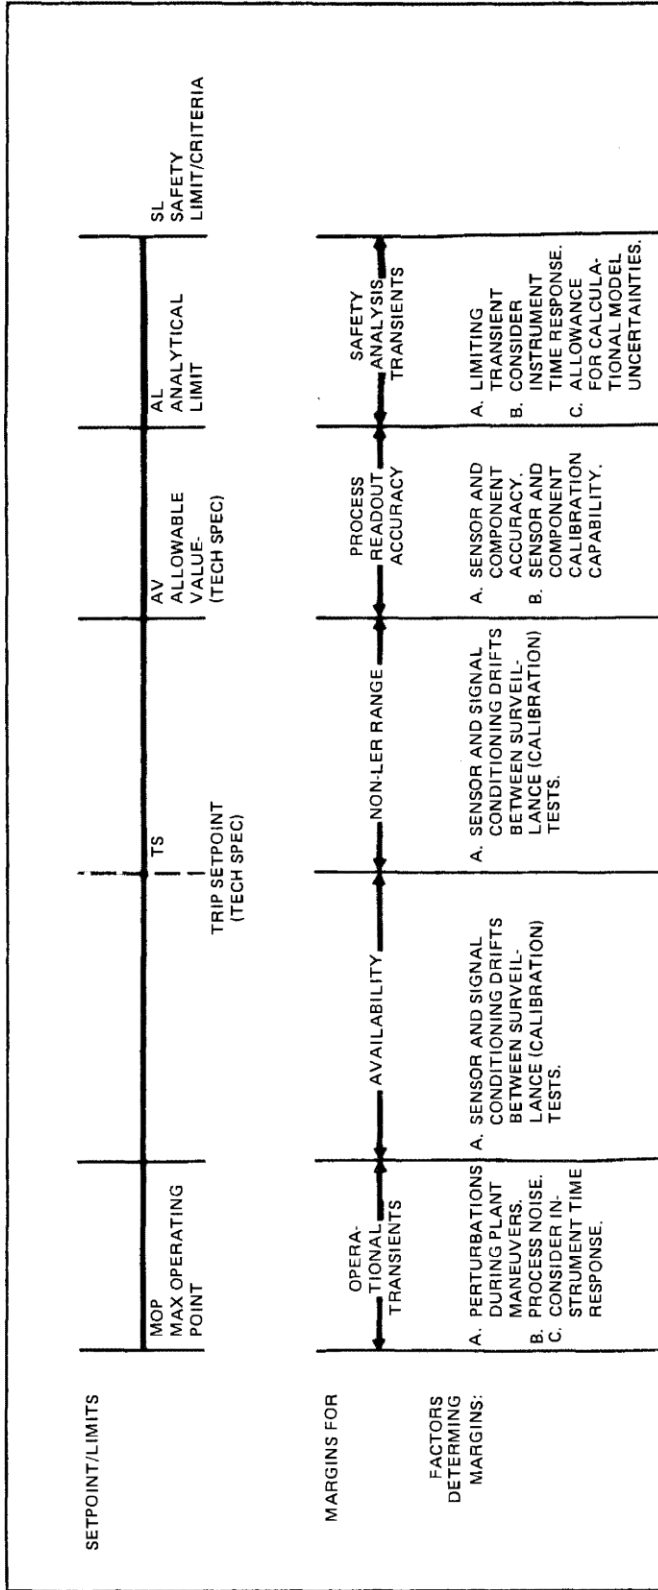 SETPOINT/LIMITS
MOP
MAX OPERATING
POINT
TS
TRIP SETPOINT
(TECH SPEC)
AV
ALLOWABLE
VALUE-
(TECH SPEC)
AL
ANALYTICAL
LIMIT
SL
SAFETY
LIMIT/CRITERIA
MARGINS FOR
OPERA-
TIONAL
TRANSIENTS
AVAILABILITY
NON-LER RANGE
PROCESS
READOUT
ACCURACY
SAFETY
ANALYSIS
TRANSIENTS
FACTORS
DETERMINING
MARGINS:
A. PERTURBATIONS
DURING PLANT
MANEUVERS.
B. PROCESS NOISE.
C. CONSIDER IN-
STRUMENT TIME
RESPONSE.
A. SENSOR AND SIGNAL
CONDITIONING DRIFTS
BETWEEN SURVEIL-
LANCE (CALIBRATION)
TESTS.
A. SENSOR AND SIGNAL
CONDITIONING DRIFTS
BETWEEN SURVEIL-
LANCE (CALIBRATION)
TESTS.
A. SENSOR AND
COMPONENT
ACCURACY.
B. SENSOR AND
COMPONENT
CALIBRATION
CAPABILITY.
A. LIMITING
TRANSIENT
B. CONSIDER
INSTRUMENT
TIME RESPONSE.
C. ALLOWANCE
FOR CALCULA-
TIONAL MODEL
UNCERTAINTIES.